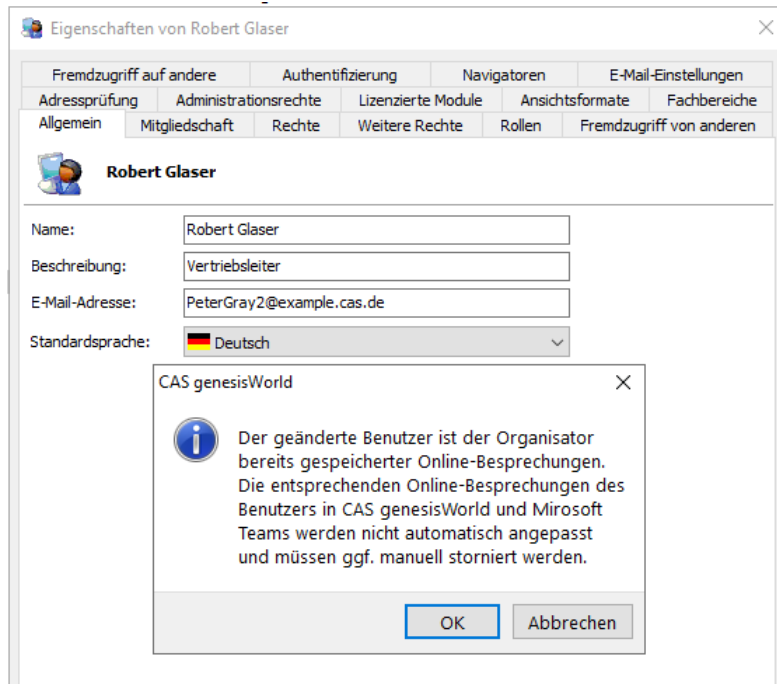 Eigenschaften von Robert Glaser
Fremdzugriff auf andere Authentifizierung Navigatoren E-Mail-Einstellungen
Adressprüfung Administrationsrechte Lizenzierte Module Ansichtsformate Fachbereiche
Allgemein Mitgliedschaft Rechte Weitere Rechte Rollen Fremdzugriff von anderen
Robert Glaser
Name: Robert Glaser
Beschreibung: Vertriebsleiter
E-Mail-Adresse: PeterGray2@example.cas.de
Standardsprache: Deutsch
CAS genesisWorld
Der geänderte Benutzer ist der Organisator
bereits gespeicherter Online-Besprechungen.
Die entsprechenden Online-Besprechungen des
Benutzers in CAS genesisWorld und Mirosoft
Teams werden nicht automatisch angepasst
und müssen ggf. manuell storniert werden.
OK Abbrechen